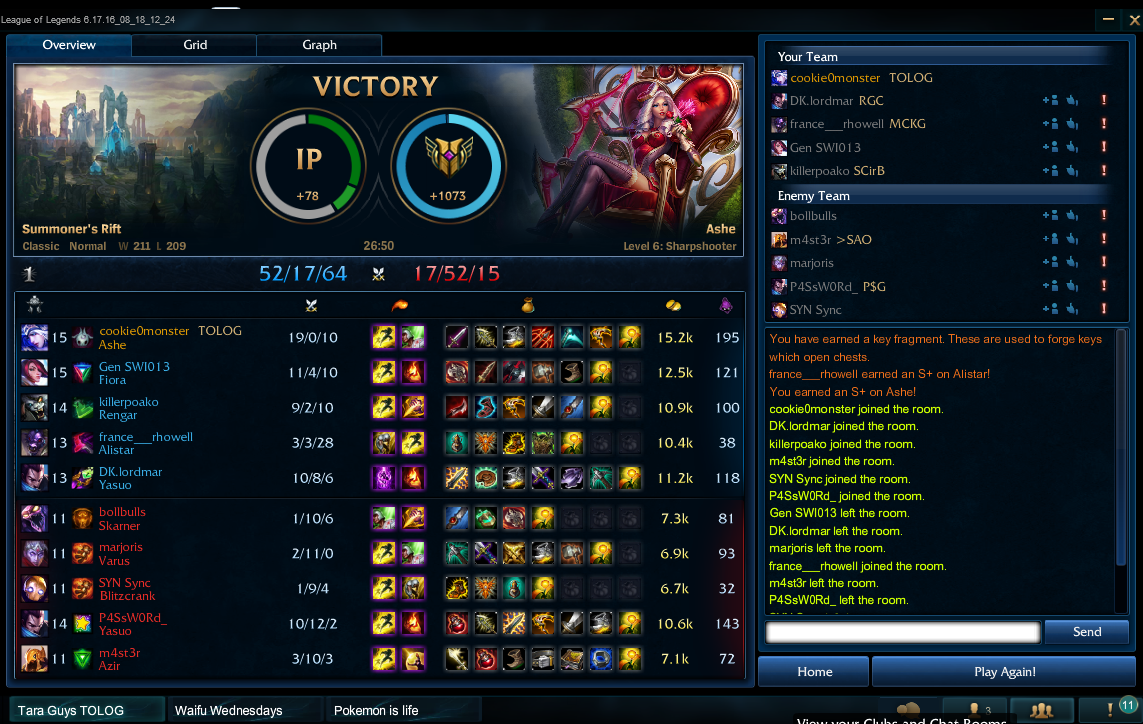 League of Legends 6.17.16_08_18_12_24
Overview
Grid
Graph
VICTORY
IP
+78
+1073
Summoner's Rift
Classic Normal W 211 L 209
26:50
Ashe
Level 6: Sharpshooter
1
52/17/64
17/52/15
15 cookie0monster TOLOG
Ashe
19/0/10 15.2k 195
15 Gen SWI013
Fiora
11/4/10 12.5k 121
14 killerpoako
Rengar
9/2/10 10.9k 100
13 france___rhowell
Alistar
3/3/28 10.4k 38
13 DK.lordmar
Yasuo
10/8/6 11.2k 118
11 bollbulls
Skarner
1/10/6 7.3k 81
11 marjoris
Varus
2/11/0 6.9k 93
11 SYN Sync
Blitzcrank
1/9/4 6.7k 32
14 P4SsW0Rd_
Yasuo
10/12/2 10.6k 143
11 m4st3r
Azir
3/10/3 7.1k 72
Your Team
cookie0monster TOLOG
DK.lordmar RGC
france___rhowell MCKG
Gen SWI013
killerpoako SCirB
Enemy Team
bollbulls
m4st3r >SAO
marjoris
P4SsW0Rd_ P$G
SYN Sync
You have earned a key fragment. These are used to forge keys
which open chests.
france___rhowell earned an S+ on Alistar!
You earned an S+ on Ashe!
cookie0monster joined the room.
DK.lordmar joined the room.
killerpoako joined the room.
m4st3r joined the room.
SYN Sync joined the room.
P4SsW0Rd_ joined the room.
Gen SWI013 left the room.
DK.lordmar left the room.
marjoris left the room.
france___rhowell joined the room.
m4st3r left the room.
P4SsW0Rd_ left the room.
Send
Home
Play Again!
Tara Guys TOLOG
Waifu Wednesdays
Pokemon is life
3
11
View your Clubs and Chat Rooms